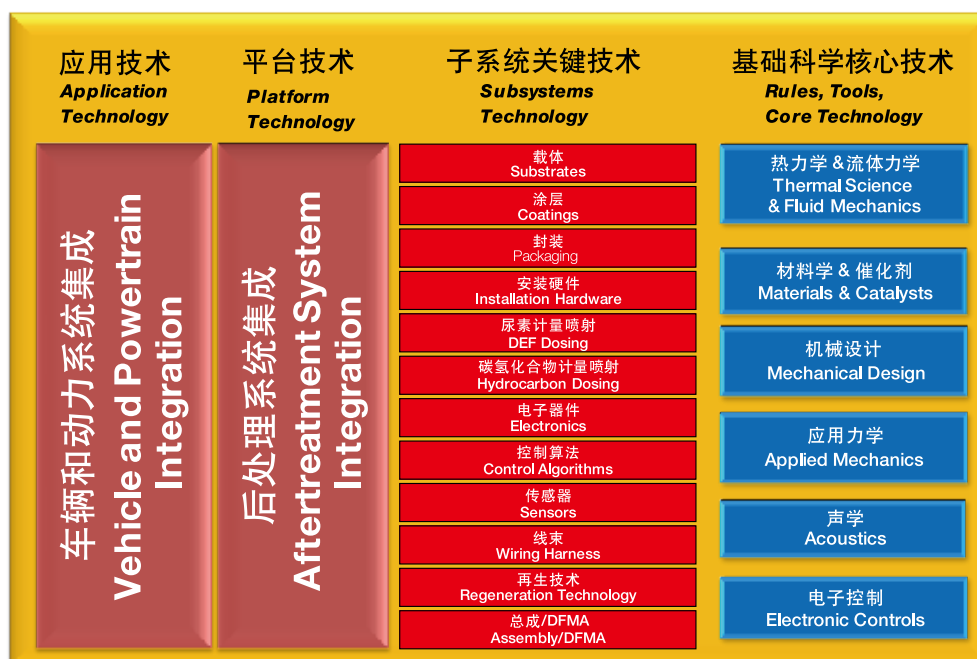 应用技术
Application
Technology
车辆和动力系统集成
Vehicle and Powertrain
Integration
平台技术
Platform
Technology
后处理系统集成
Aftertreatment System
Integration
子系统关键技术
Subsystems
Technology
载体
Substrates
涂层
Coatings
封装
Packaging
安装硬件
Installation Hardware
尿素计量喷射
DEF Dosing
碳氢化合物计量喷射
Hydrocarbon Dosing
电子器件
Electronics
控制算法
Control Algorithms
传感器
Sensors
线束
Wiring Harness
再生技术
Regeneration Technology
总成/DFMA
Assembly/DFMA
基础科学核心技术
Rules, Tools,
Core Technology
热力学 & 流体力学
Thermal Science
& Fluid Mechanics
材料学 & 催化剂
Materials & Catalysts
机械设计
Mechanical Design
应用力学
Applied Mechanics
声学
Acoustics
电子控制
Electronic Controls